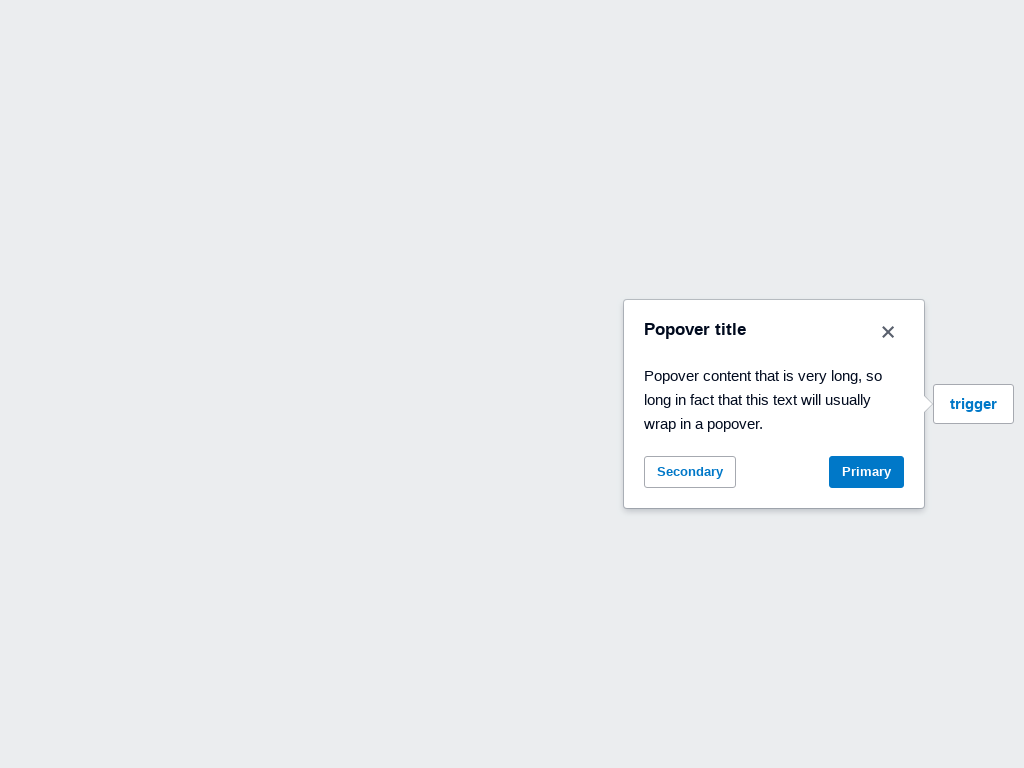 Popover title
Popover content that is very long, so
long in fact that this text will usually
wrap in a popover.
Secondary
Primary
trigger